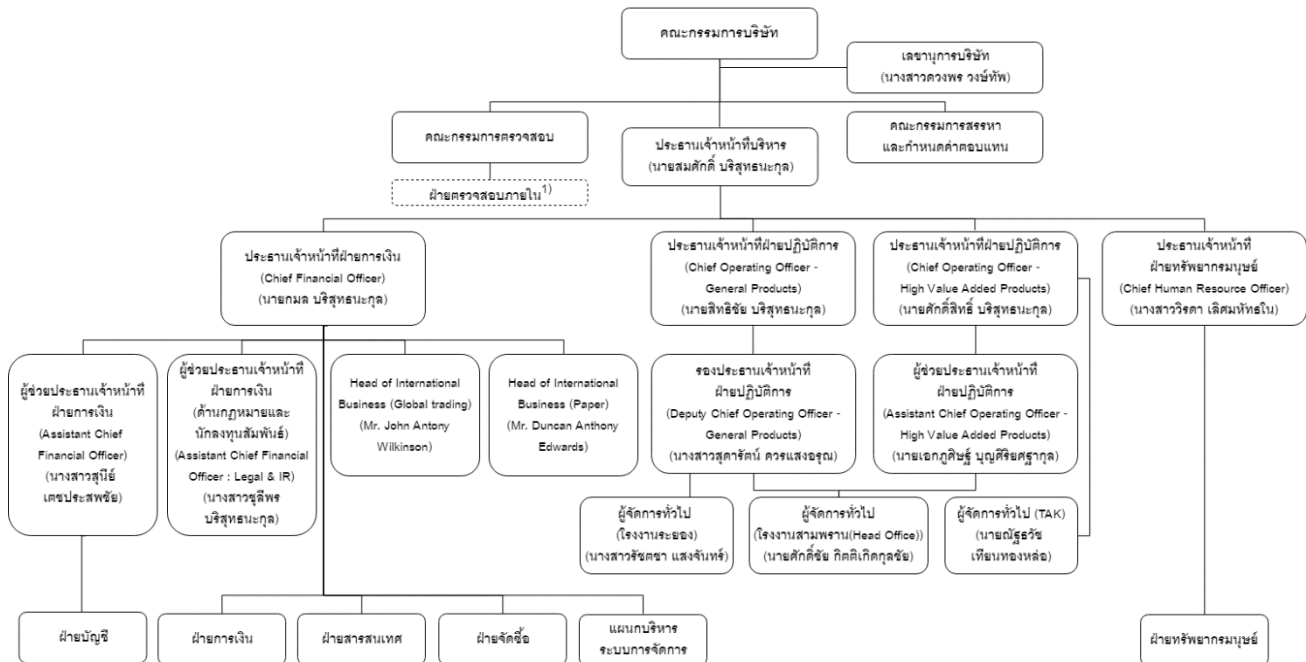 คณะกรรมการบริษัท
เลขานุการบริษัท
(นางสาวดวงพร วงษ์ทัพ)
คณะกรรมการตรวจสอบ
ประธานเจ้าหน้าที่บริหาร
(นายสมศักดิ์ บริสุทธนะกุล)
คณะกรรมการสรรหา
และกำหนดค่าตอบแทน
ฝ่ายตรวจสอบภายใน1)
ประธานเจ้าหน้าที่ฝ่ายการเงิน
(Chief Financial Officer)
(นายกมล บริสุทธนะกุล)
ประธานเจ้าหน้าที่ฝ่ายปฏิบัติการ
(Chief Operating Officer -
General Products)
(นายสิทธิชัย บริสุทธนะกุล)
ประธานเจ้าหน้าที่ฝ่ายปฏิบัติการ
(Chief Operating Officer -
High Value Added Products)
(นายศักดิ์สิทธิ์ บริสุทธนะกุล)
ประธานเจ้าหน้าที่
ฝ่ายทรัพยากรมนุษย์
(Chief Human Resource Officer)
(นางสาววิรดา เลิศมหัทธโน)
ผู้ช่วยประธานเจ้าหน้าที่
ฝ่ายการเงิน
(Assistant Chief
Financial Officer)
(นางสาวสุนีย์
เตชประสพชัย)
ผู้ช่วยประธานเจ้าหน้าที่
ฝ่ายการเงิน
(ด้านกฎหมายและ
นักลงทุนสัมพันธ์)
(Assistant Chief Financial
Officer : Legal & IR)
(นางสาวชุลีพร
บริสุทธนะกุล)
Head of International
Business (Global trading)
(Mr. John Antony
Wilkinson)
Head of International
Business (Paper)
(Mr. Duncan Anthony
Edwards)
รองประธานเจ้าหน้าที่
ฝ่ายปฏิบัติการ
(Deputy Chief Operating Officer -
General Products)
(นางสาวสุดารัตน์ ควรแสงอรุณ)
ผู้ช่วยประธานเจ้าหน้าที่
ฝ่ายปฏิบัติการ
(Assistant Chief Operating Officer -
High Value Added Products)
(นายเอกภูศิษฐ์ บุญศิริยศฐากุล)
ผู้จัดการทั่วไป
(โรงงานระยอง)
(นางสาวรัชตชา แสงจันทร์)
ผู้จัดการทั่วไป
(โรงงานสามพราน(Head Office))
(นายศักดิ์ชัย กิตติเกิดกุลชัย)
ผู้จัดการทั่วไป (TAK)
(นายณัฐธวัช
เทียนทองหล่อ)
ฝ่ายบัญชี
ฝ่ายการเงิน
ฝ่ายสารสนเทศ
ฝ่ายจัดซื้อ
แผนกบริหาร
ระบบการจัดการ
ฝ่ายทรัพยากรมนุษย์